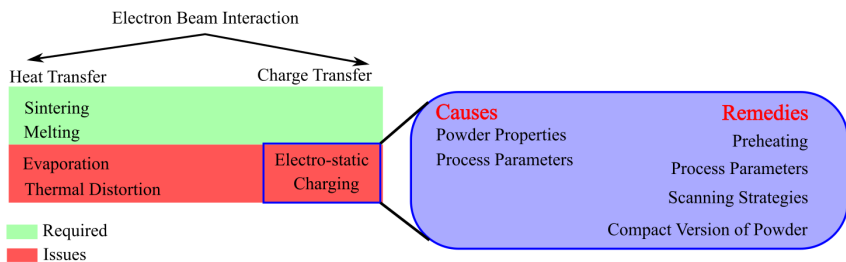 Electron Beam Interaction
Heat Transfer
Charge Transfer
Sintering
Melting
Evaporation
Thermal Distortion
Electro-static
Charging
Required
Issues
Causes
Powder Properties
Process Parameters
Remedies
Preheating
Process Parameters
Scanning Strategies
Compact Version of Powder